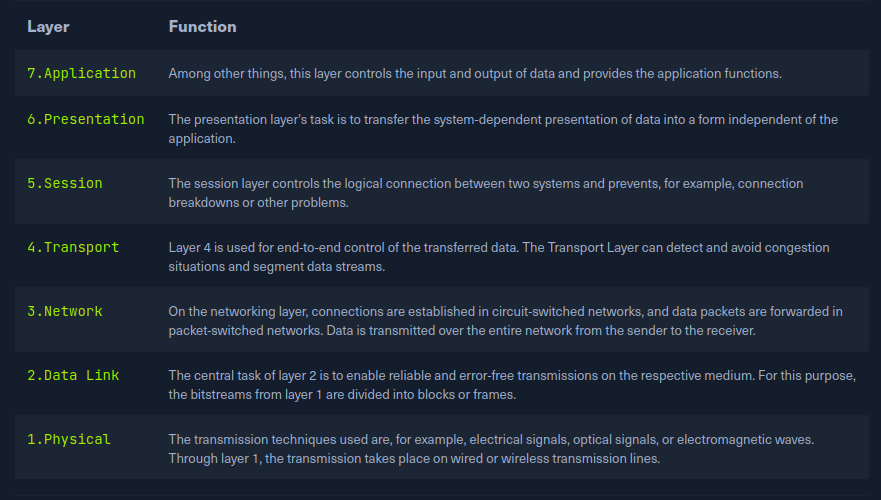 Layer Function
7.Application Among other things, this layer controls the input and output of data and provides the application functions.
6.Presentation The presentation layer's task is to transfer the system-dependent presentation of data into a form independent of the
application.
5.Session The session layer controls the logical connection between two systems and prevents, for example, connection
breakdowns or other problems.
4.Transport Layer 4 is used for end-to-end control of the transferred data. The Transport Layer can detect and avoid congestion
situations and segment data streams.
3.Network On the networking layer, connections are established in circuit-switched networks, and data packets are forwarded in
packet-switched networks. Data is transmitted over the entire network from the sender to the receiver.
2.Data Link The central task of layer 2 is to enable reliable and error-free transmissions on the respective medium. For this purpose,
the bitstreams from layer 1 are divided into blocks or frames.
1.Physical The transmission techniques used are, for example, electrical signals, optical signals, or electromagnetic waves.
Through layer 1, the transmission takes place on wired or wireless transmission lines.